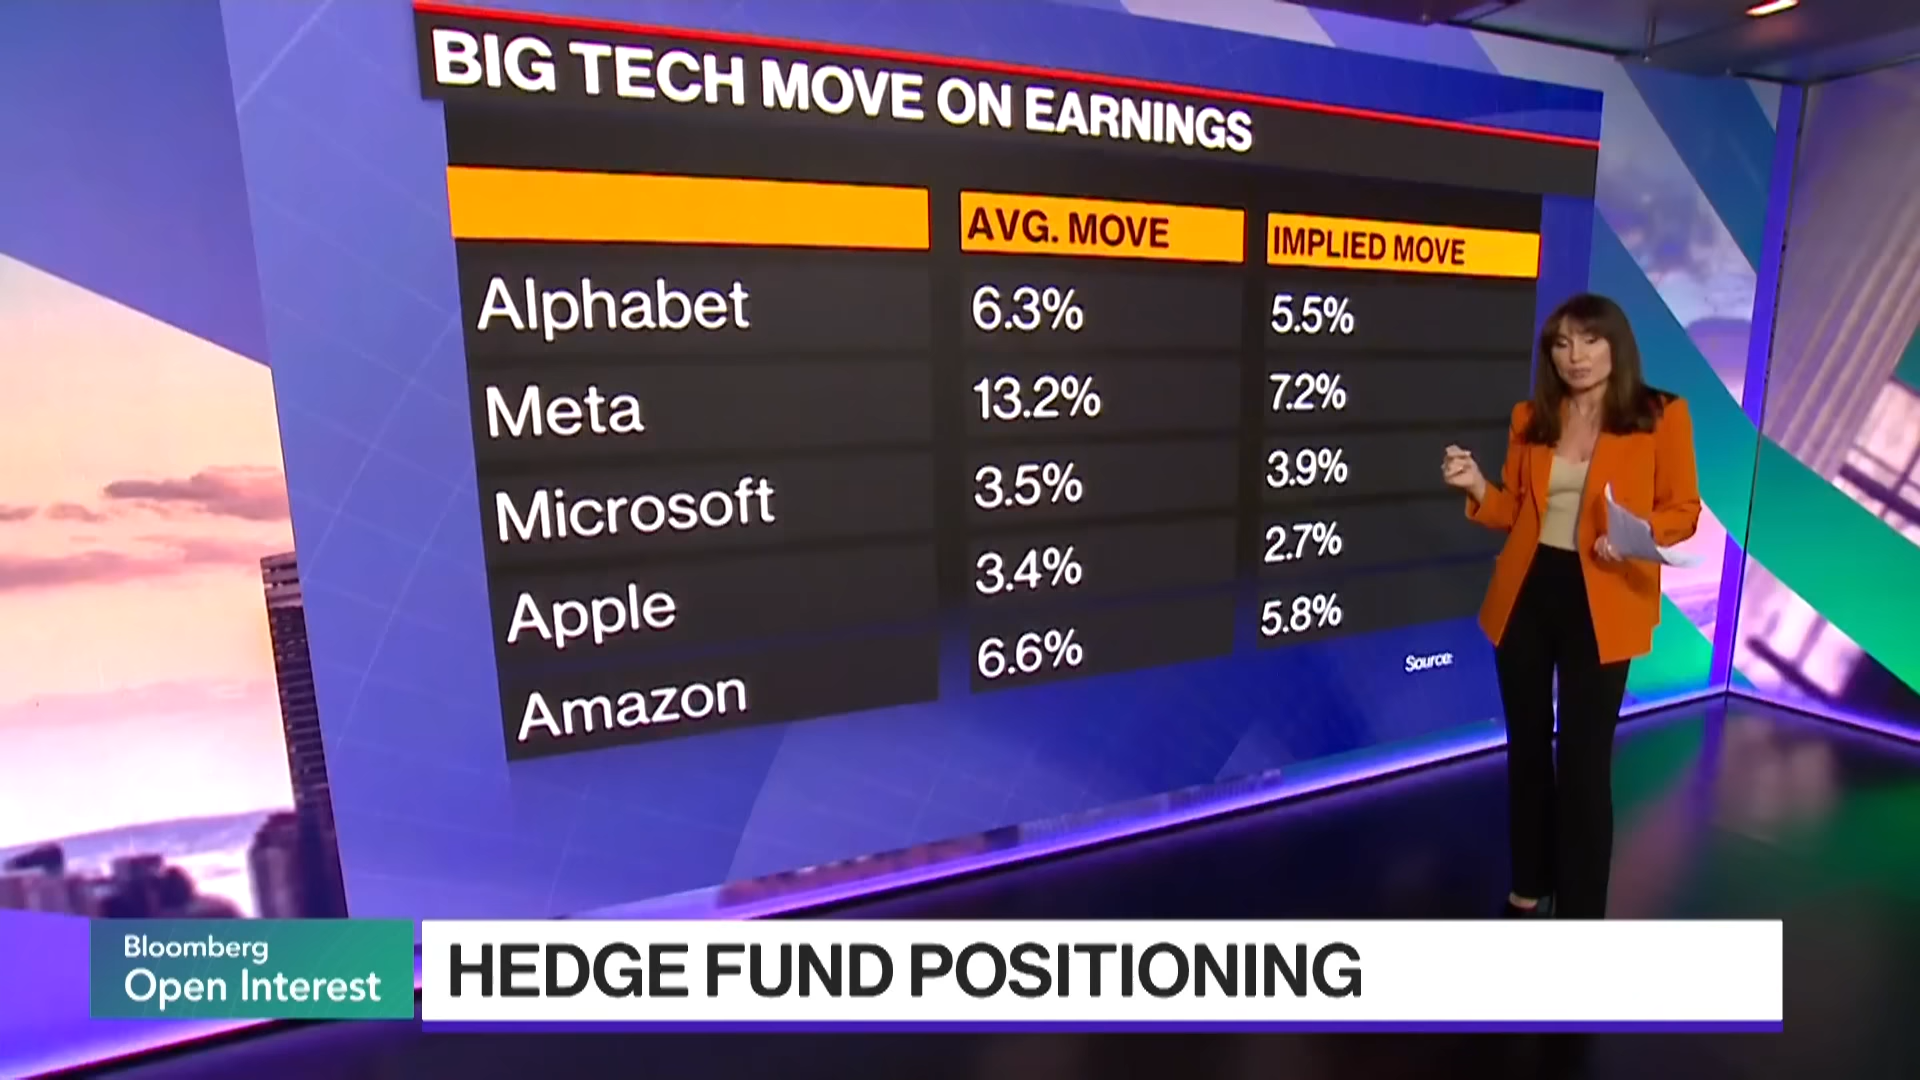 BIG TECH MOVE ON EARNINGS
AVG. MOVE IMPLIED MOVE
Alphabet 6.3% 5.5%
Meta 13.2% 7.2%
Microsoft 3.5% 3.9%
Apple 3.4% 2.7%
Amazon 6.6% 5.8%
Source:
Bloomberg
Open Interest
HEDGE FUND POSITIONING